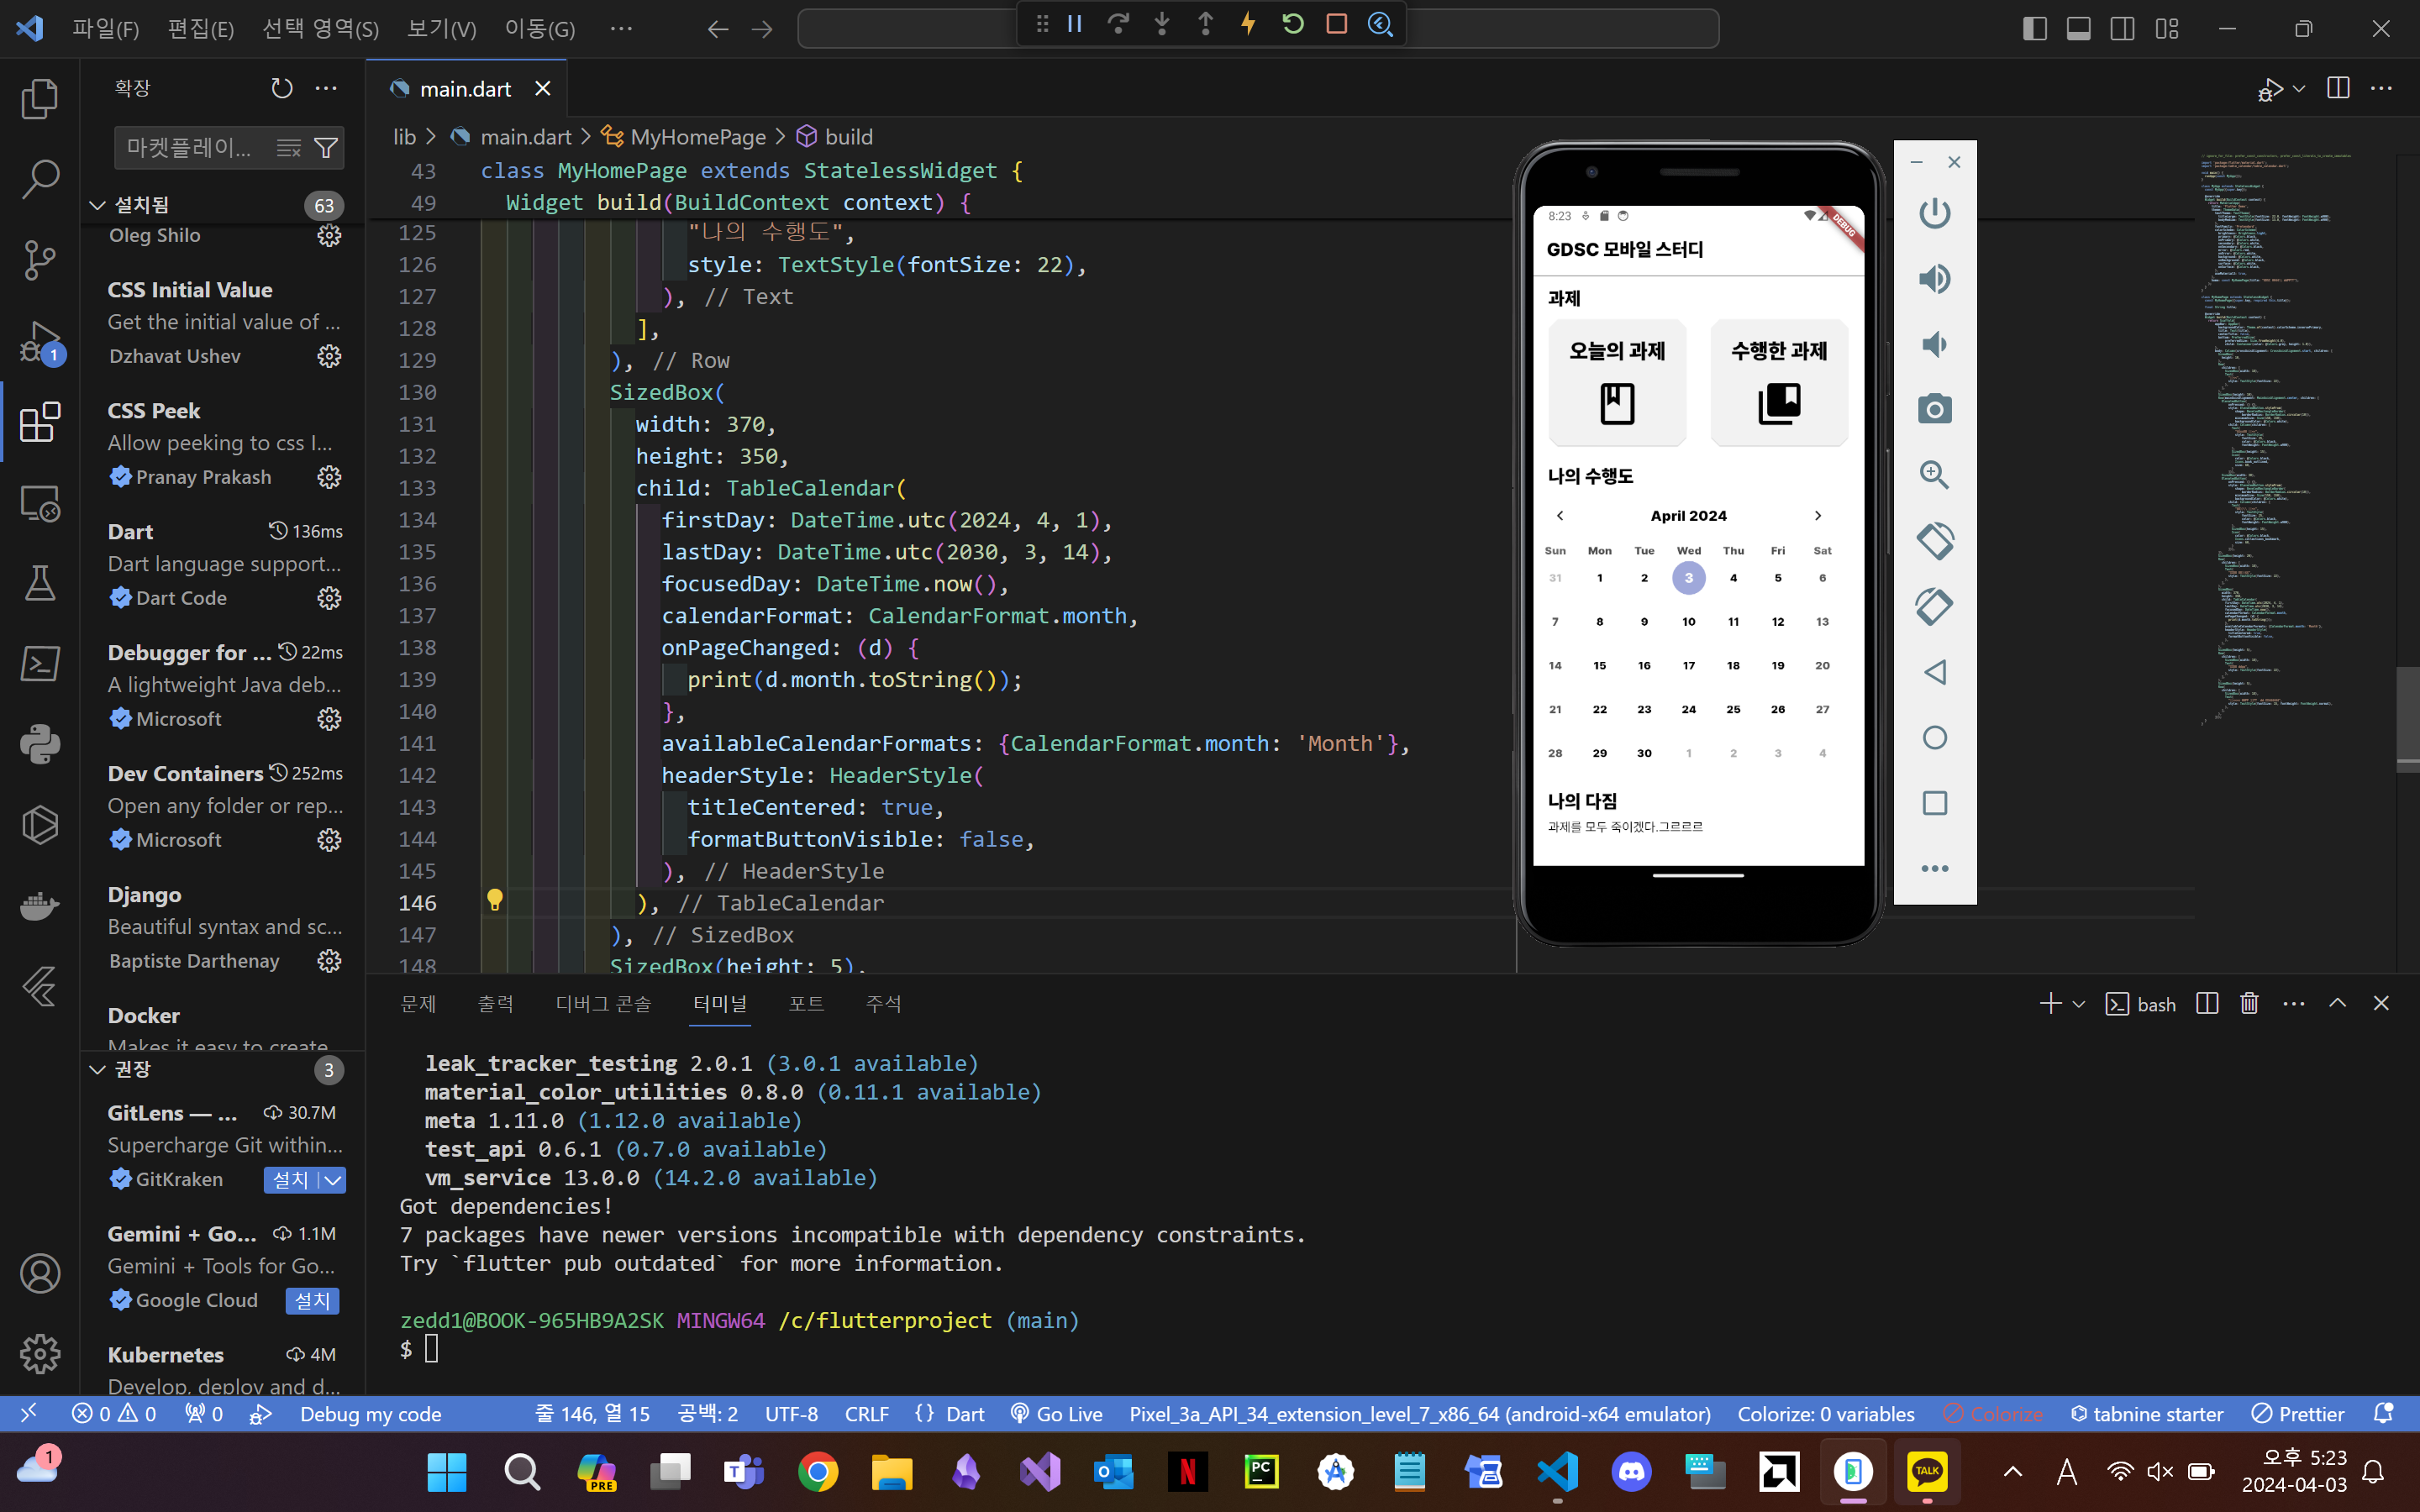 파일(F) 편집(E) 선택 영역(S) 보기(V) 이동(G) ···
확장
마켓플레이...
설치됨 63
Oleg Shilo
CSS Initial Value
Get the initial value of ...
Dzhavat Ushev
CSS Peek
Allow peeking to css I...
Pranay Prakash
Dart 136ms
Dart language support...
Dart Code
Debugger for ... 22ms
A lightweight Java deb...
Microsoft
Dev Containers 252ms
Open any folder or rep...
Microsoft
Django
Beautiful syntax and sc...
Baptiste Darthenay
Docker
Makes it easy to create
권장 3
GitLens — ... 30.7M
Supercharge Git within...
GitKraken 설치
Gemini + Go... 1.1M
Gemini + Tools for Go...
Google Cloud 설치
Kubernetes 4M
Develop, deploy and d...
1
main.dart
lib > main.dart > MyHomePage > build
43 class MyHomePage extends StatelessWidget {
49 Widget build(BuildContext context) {
125 "나의 수행도",
126 style: TextStyle(fontSize: 22),
127 ), // Text
128 ],
129 ), // Row
130 SizedBox(
131 width: 370,
132 height: 350,
133 child: TableCalendar(
134 firstDay: DateTime.utc(2024, 4, 1),
135 lastDay: DateTime.utc(2030, 3, 14),
136 focusedDay: DateTime.now(),
137 calendarFormat: CalendarFormat.month,
138 onPageChanged: (d) {
139 print(d.month.toString());
140 },
141 availableCalendarFormats: {CalendarFormat.month: 'Month'},
142 headerStyle: HeaderStyle(
143 titleCentered: true,
144 formatButtonVisible: false,
145 ), // HeaderStyle
146 ), // TableCalendar
147 ), // SizedBox
148 SizedBox(height: 5),
8:23
DEBUG
GDSC 모바일 스터디
과제
오늘의 과제 수행한 과제
나의 수행도
April 2024
Sun Mon Tue Wed Thu Fri Sat
31 1 2 3 4 5 6
7 8 9 10 11 12 13
14 15 16 17 18 19 20
21 22 23 24 25 26 27
28 29 30 1 2 3 4
나의 다짐
과제를 모두 죽이겠다.그르르르
문제 출력 디버그 콘솔 터미널 포트 주석
bash
leak_tracker_testing 2.0.1 (3.0.1 available)
material_color_utilities 0.8.0 (0.11.1 available)
meta 1.11.0 (1.12.0 available)
test_api 0.6.1 (0.7.0 available)
vm_service 13.0.0 (14.2.0 available)
Got dependencies!
7 packages have newer versions incompatible with dependency constraints.
Try `flutter pub outdated` for more information.
zedd1@BOOK-965HB9A2SK MINGW64 /c/flutterproject (main)
$
0 0 0 Debug my code 줄 146, 열 15 공백: 2 UTF-8 CRLF {} Dart Go Live Pixel_3a_API_34_extension_level_7_x86_64 (android-x64 emulator) Colorize: 0 variables Colorize tabnine starter Prettier
1
PRE
T
O
N
PC
TALK
A
오후 5:23
2024-04-03